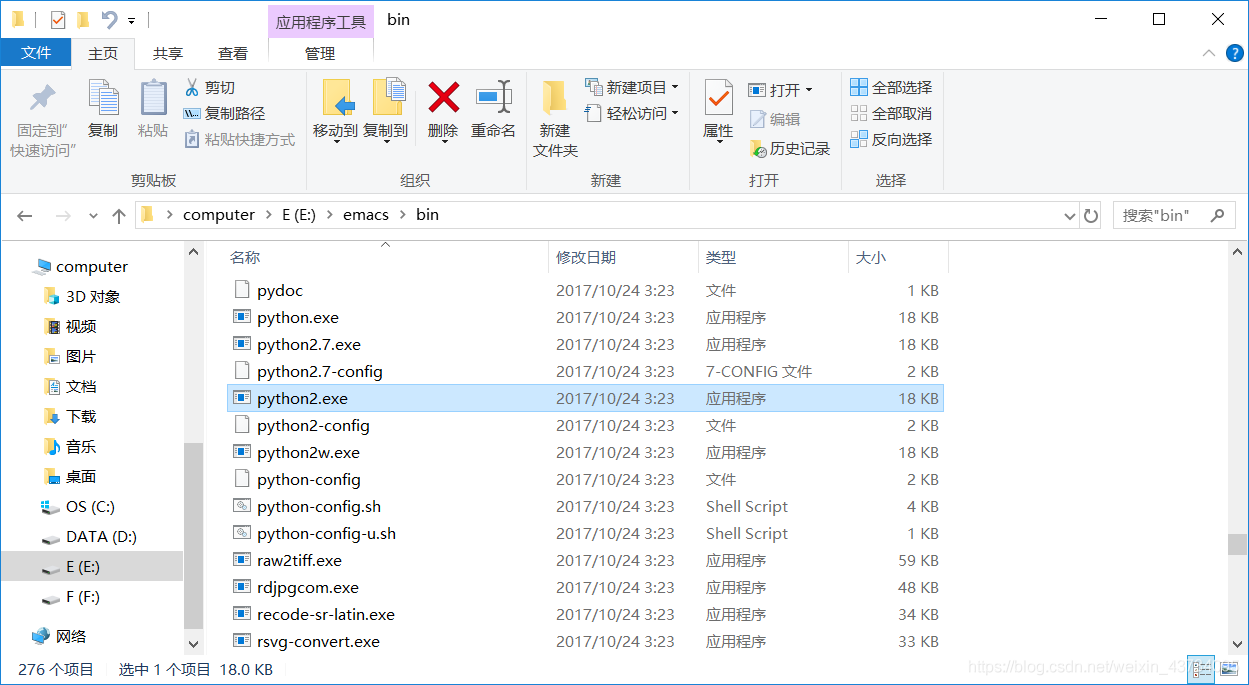 应用程序工具 bin
文件 主页 共享 查看 管理
固定到"快速访问" 复制 粘贴 剪切 复制路径 粘贴快捷方式
移动到 复制到 删除 重命名
新建文件夹 新建项目 轻松访问
属性 打开 编辑 历史记录
全部选择 全部取消 反向选择
剪贴板 组织 新建 打开 选择
computer E (E:) emacs bin 搜索"bin"
computer
3D 对象
视频
图片
文档
下载
音乐
桌面
OS (C:)
DATA (D:)
E (E:)
F (F:)
网络
名称 修改日期 类型 大小
pydoc 2017/10/24 3:23 文件 1 KB
python.exe 2017/10/24 3:23 应用程序 18 KB
python2.7.exe 2017/10/24 3:23 应用程序 18 KB
python2.7-config 2017/10/24 3:23 7-CONFIG 文件 2 KB
python2.exe 2017/10/24 3:23 应用程序 18 KB
python2-config 2017/10/24 3:23 文件 2 KB
python2w.exe 2017/10/24 3:23 应用程序 18 KB
python-config 2017/10/24 3:23 文件 2 KB
python-config.sh 2017/10/24 3:23 Shell Script 4 KB
python-config-u.sh 2017/10/24 3:23 Shell Script 1 KB
raw2tiff.exe 2017/10/24 3:23 应用程序 59 KB
rdjpgcom.exe 2017/10/24 3:23 应用程序 48 KB
recode-sr-latin.exe 2017/10/24 3:23 应用程序 34 KB
rsvg-convert.exe 2017/10/24 3:23 应用程序 33 KB
276 个项目 选中 1 个项目 18.0 KB